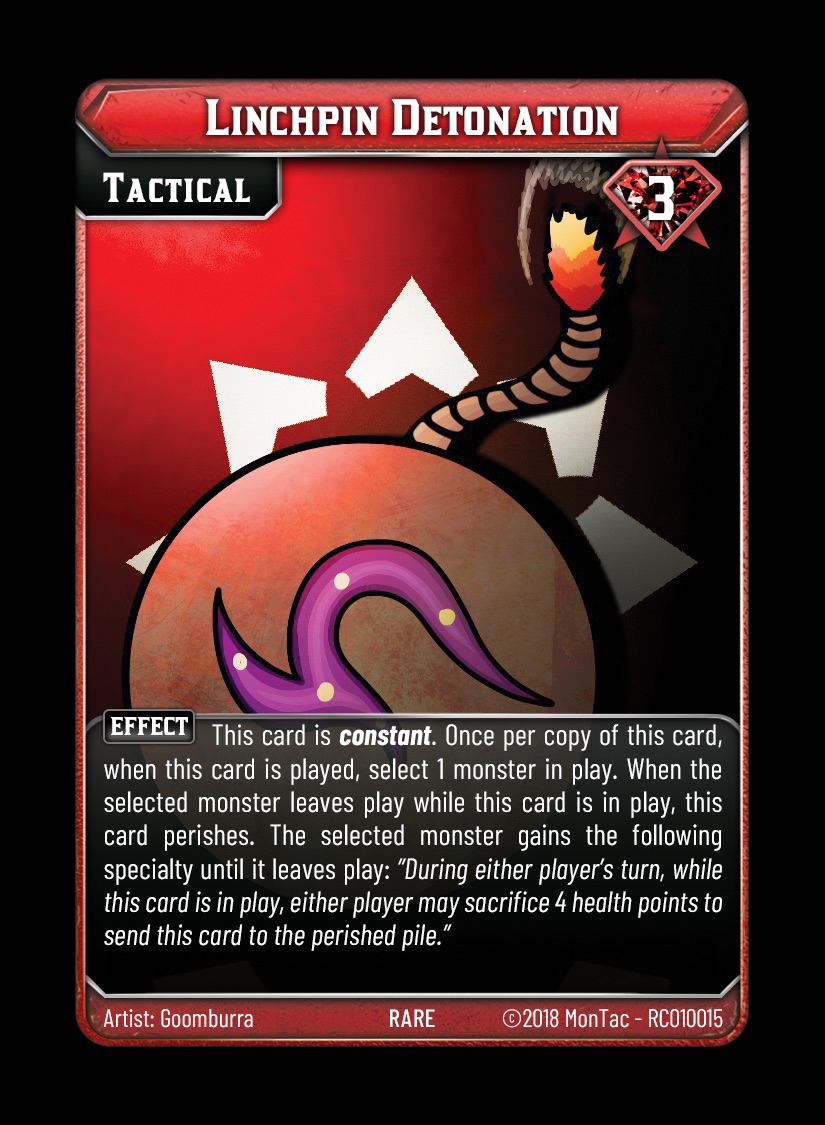 LINCHPIN DETONATION
TACTICAL
3
EFFECT This card is constant. Once per copy of this card,
when this card is played, select 1 monster in play. When the
selected monster leaves play while this card is in play, this
card perishes. The selected monster gains the following
specialty until it leaves play: "During either player's turn, while
this card is in play, either player may sacrifice 4 health points to
send this card to the perished pile."
Artist: Goomburra RARE ©2018 MonTac - RC010015